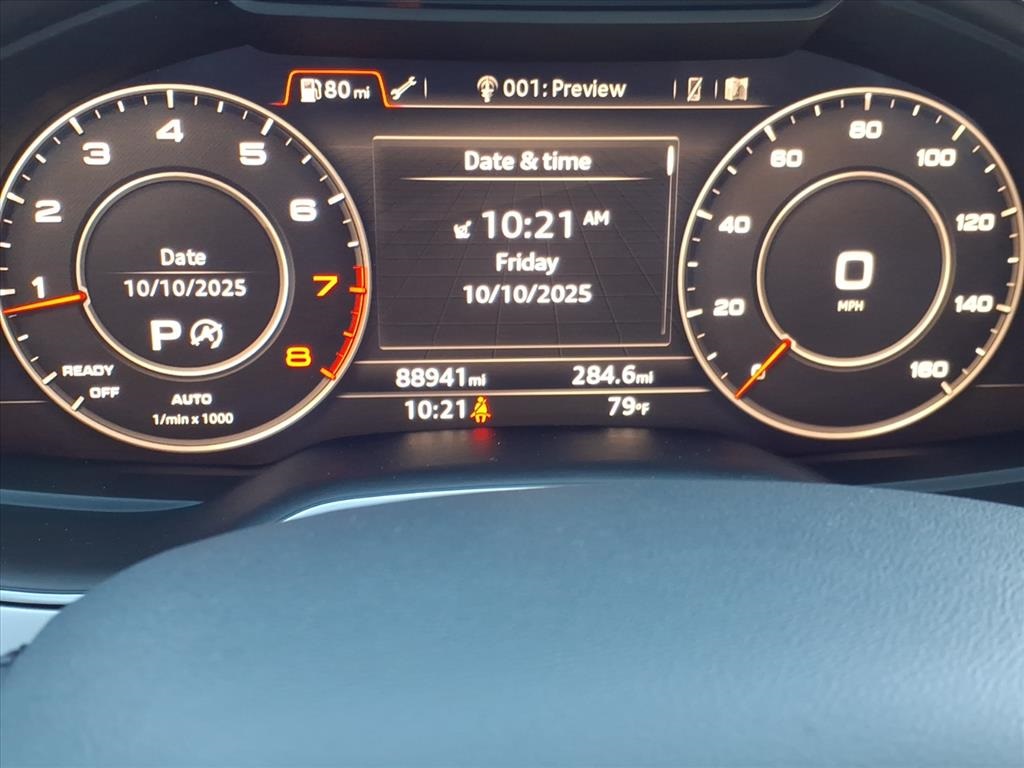 80 mi
001: Preview
1
2
3
4
5
6
7
8
Date
10/10/2025
P
READY
OFF
AUTO
1/min x 1000
Date & time
10:21 AM
Friday
10/10/2025
88941 mi 284.6 mi
10:21 79°F
0
20
40
60
80
100
120
140
160
0
MPH